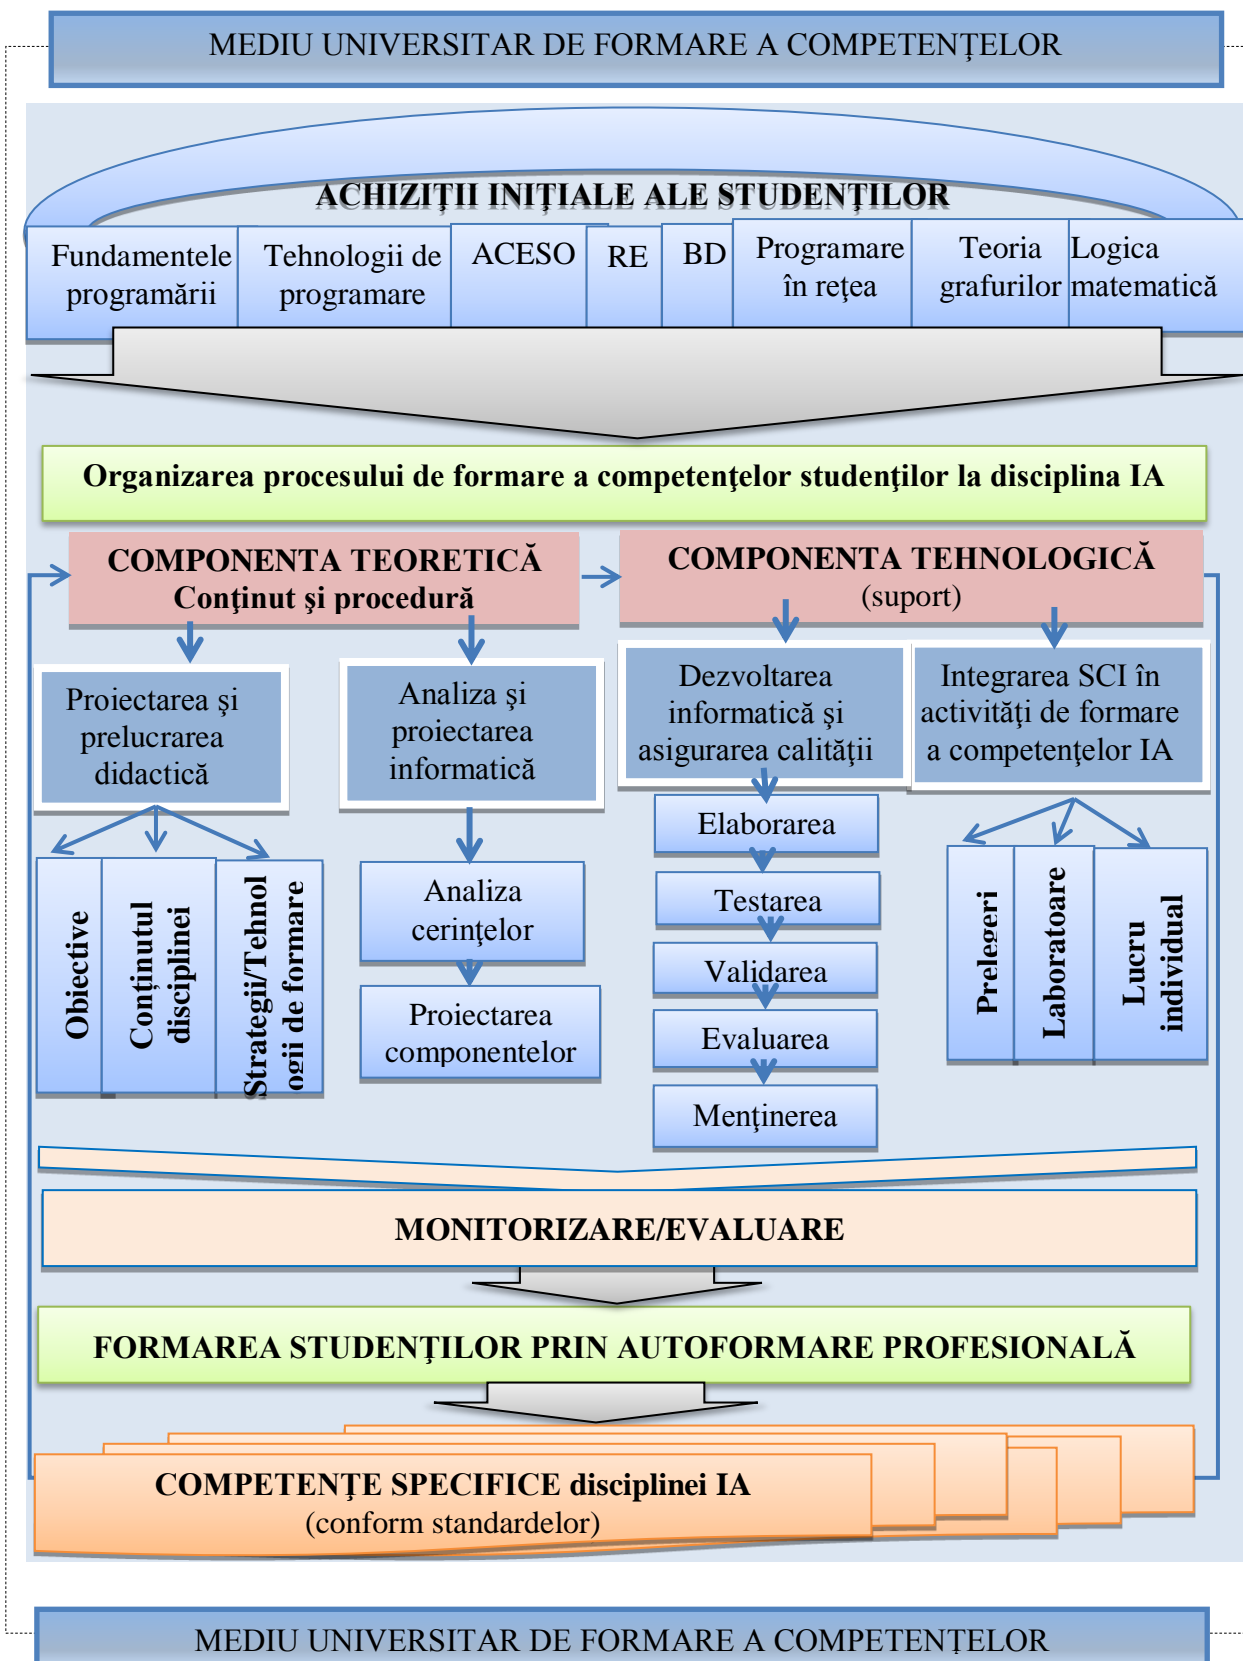 MEDIU UNIVERSITAR DE FORMARE A COMPETENŢELOR
ACHIZIŢII INIŢIALE ALE STUDENŢILOR
Fundamentele
programării
Tehnologii de
programare
ACESO
RE
BD
Programare
în reţea
Teoria
grafurilor
Logica
matematică
Organizarea procesului de formare a competenţelor studenţilor la disciplina IA
COMPONENTA TEORETICĂ
Conţinut şi procedură
COMPONENTA TEHNOLOGICĂ
(suport)
Proiectarea şi
prelucrarea
didactică
Analiza şi
proiectarea
informatică
Dezvoltarea
informatică şi
asigurarea calităţii
Integrarea SCI în
activităţi de formare
a competenţelor IA
Obiective
Conţinutul
disciplinei
Strategii/Tehnol
ogii de formare
Analiza
cerinţelor
Proiectarea
componentelor
Elaborarea
Testarea
Validarea
Evaluarea
Menţinerea
Prelegeri
Laboratoare
Lucru
individual
MONITORIZARE/EVALUARE
FORMAREA STUDENŢILOR PRIN AUTOFORMARE PROFESIONALĂ
COMPETENŢE SPECIFICE disciplinei IA
(conform standardelor)
MEDIU UNIVERSITAR DE FORMARE A COMPETENŢELOR